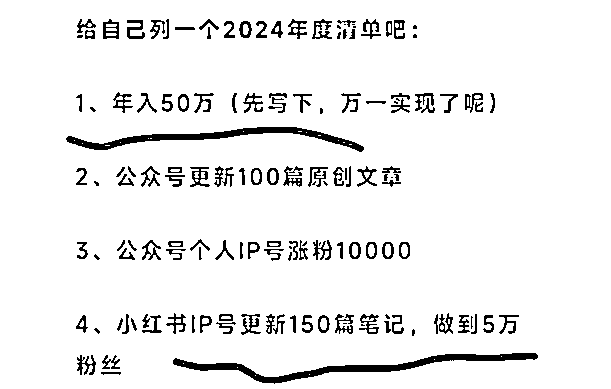 给自己列一个2024年度清单吧：
1、年入50万（先写下，万一实现了呢）
2、公众号更新100篇原创文章
3、公众号个人IP号涨粉10000
4、小红书IP号更新150篇笔记，做到5万
粉丝